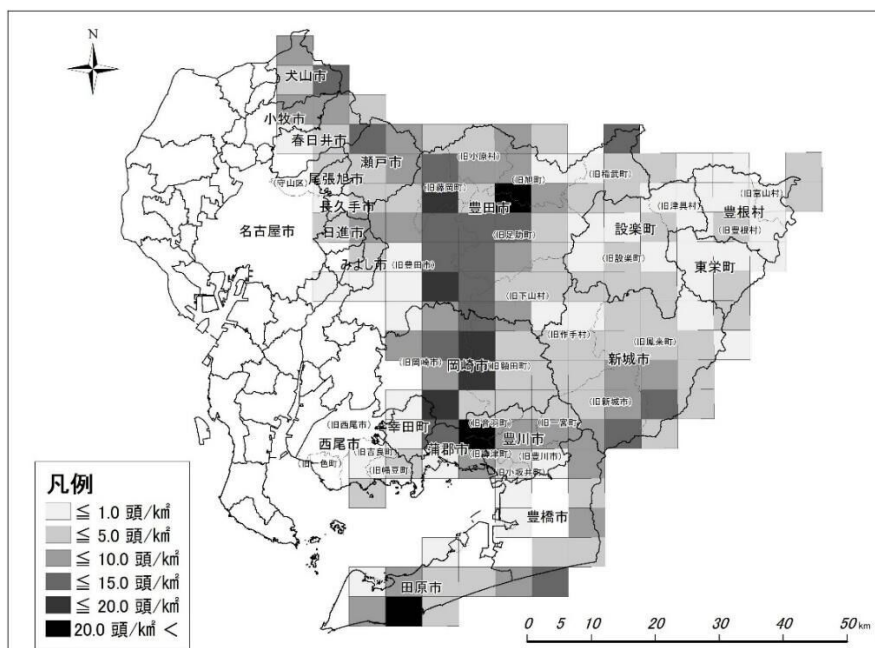 N
犬山市
小牧市
春日井市
瀬戸市
(旧小原村)
(旧稲武町)
(守山区)
尾張旭市
(旧藤岡町)
(旧旭町)
(旧津具村)
(旧富山村)
豊根村
長久手市
豊田市
名古屋市
日進市
(旧足助町)
設楽町
(旧豊根村)
みよし市
(旧豊田市)
(旧設楽町)
東栄町
(旧下山村)
(旧作手村)
(旧鳳来町)
(旧岡崎市)
岡崎市
(旧額田町)
新城市
(旧新城市)
(旧西尾市)
幸田町
(旧音羽町)
(旧一宮町)
西尾市
(旧吉良町)
蒲郡市
豊川市
(旧御津町)
(旧豊川市)
(旧一色町)
(旧幡豆町)
(旧小坂井町)
豊橋市
田原市
凡例
≦ 1.0 頭/㎢
≦ 5.0 頭/㎢
≦ 10.0 頭/㎢
≦ 15.0 頭/㎢
≦ 20.0 頭/㎢
20.0 頭/㎢ <
0 5 10 20 30 40 50 km